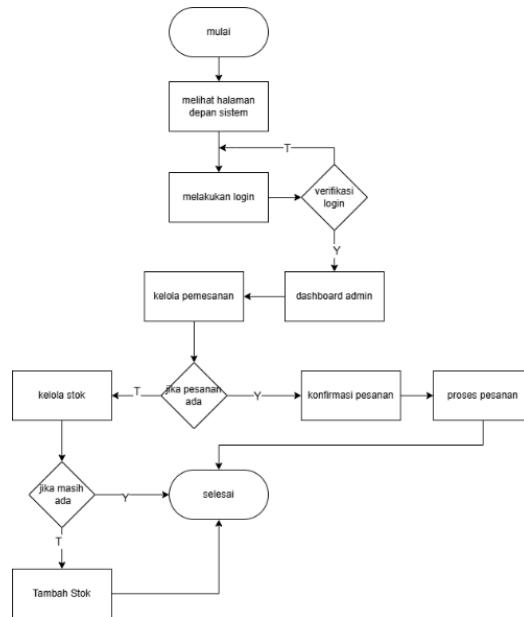 mulai
melihat halaman
depan sistem
T
melakukan login
verifikasi
login
Y
kelola pemesanan
dashboard admin
kelola stok
T
jika pesanan
ada
Y
konfirmasi pesanan
proses pesanan
jika masih
ada
Y
selesai
T
Tambah Stok